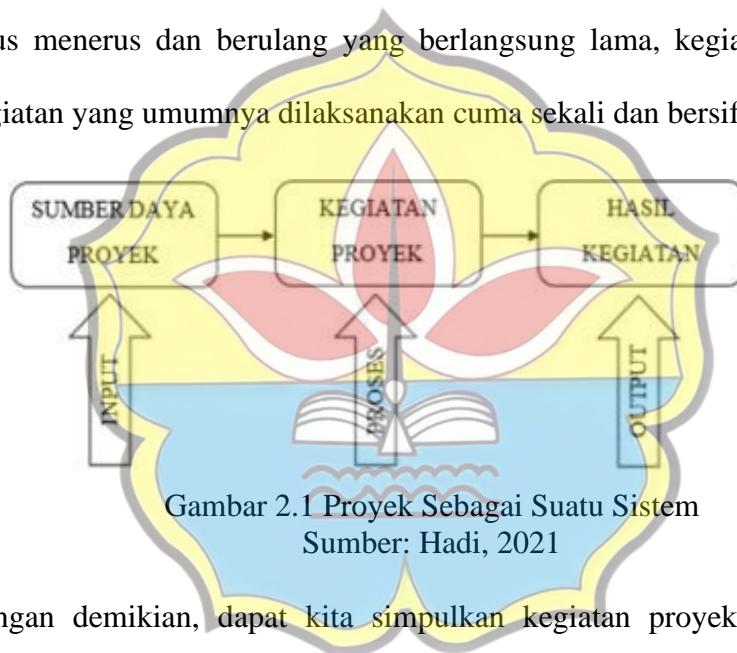 us menerus dan berulang yang berlangsung lama, kegia
giatan yang umumnya dilaksanakan cuma sekali dan bersif
SUMBER DAYA
PROYEK
KEGIATAN
PROYEK
HASIL
KEGIATAN
INPUT
PROSES
OUTPUT
Gambar 2.1 Proyek Sebagai Suatu Sistem
Sumber: Hadi, 2021
ngan demikian, dapat kita simpulkan kegiatan proyek